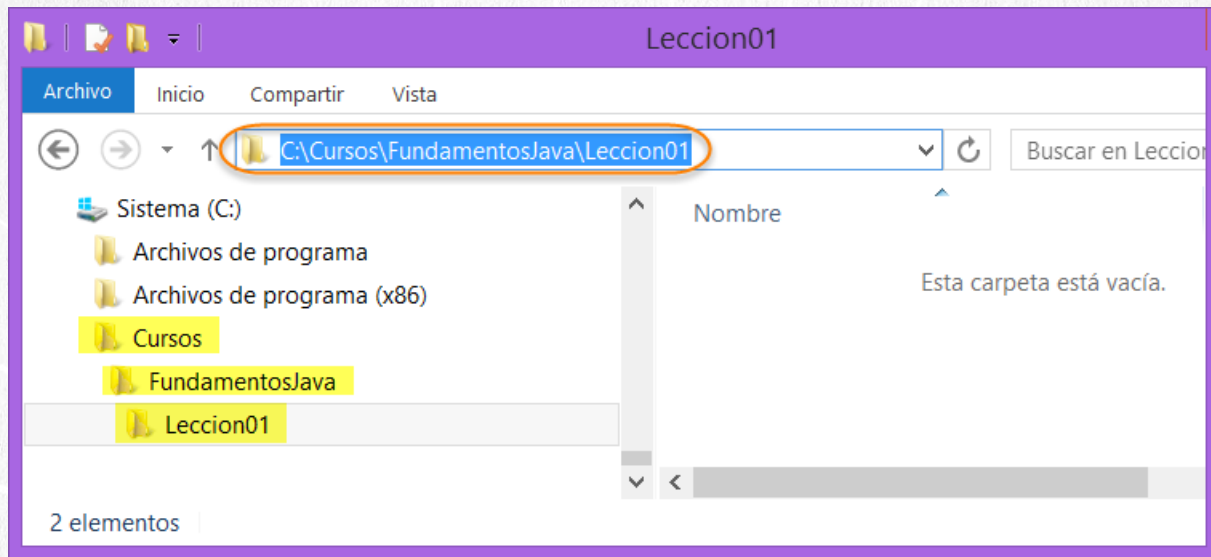 Leccion01
Archivo Inicio Compartir Vista
C:\Cursos\FundamentosJava\Leccion01
Buscar en Leccior
Sistema (C:)
Nombre
Archivos de programa
Esta carpeta está vacía.
Archivos de programa (x86)
Cursos
FundamentosJava
Leccion01
2 elementos